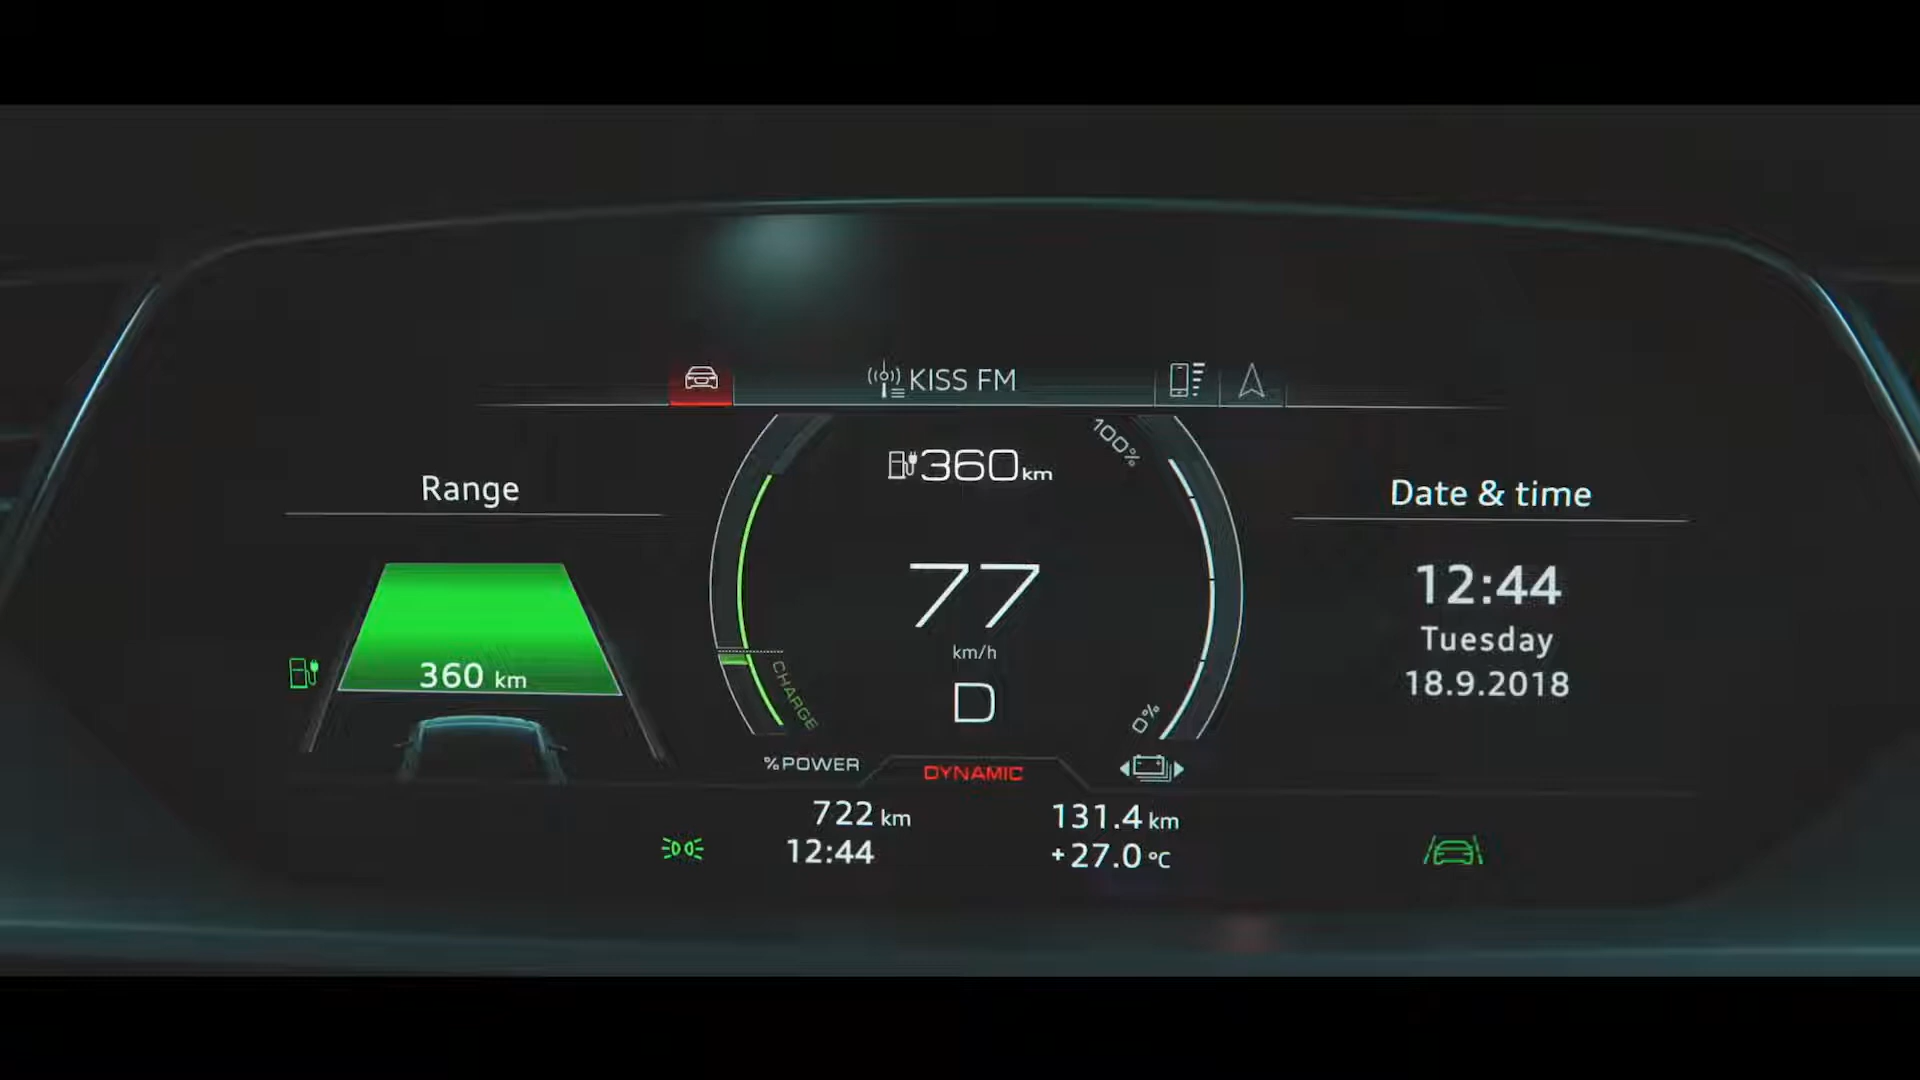 KISS FM
Range
360 km
360 km
100%
77
km/h
D
CHARGE
0%
% POWER
DYNAMIC
Date & time
12:44
Tuesday
18.9.2018
722 km
131.4 km
12:44
+27.0 °C